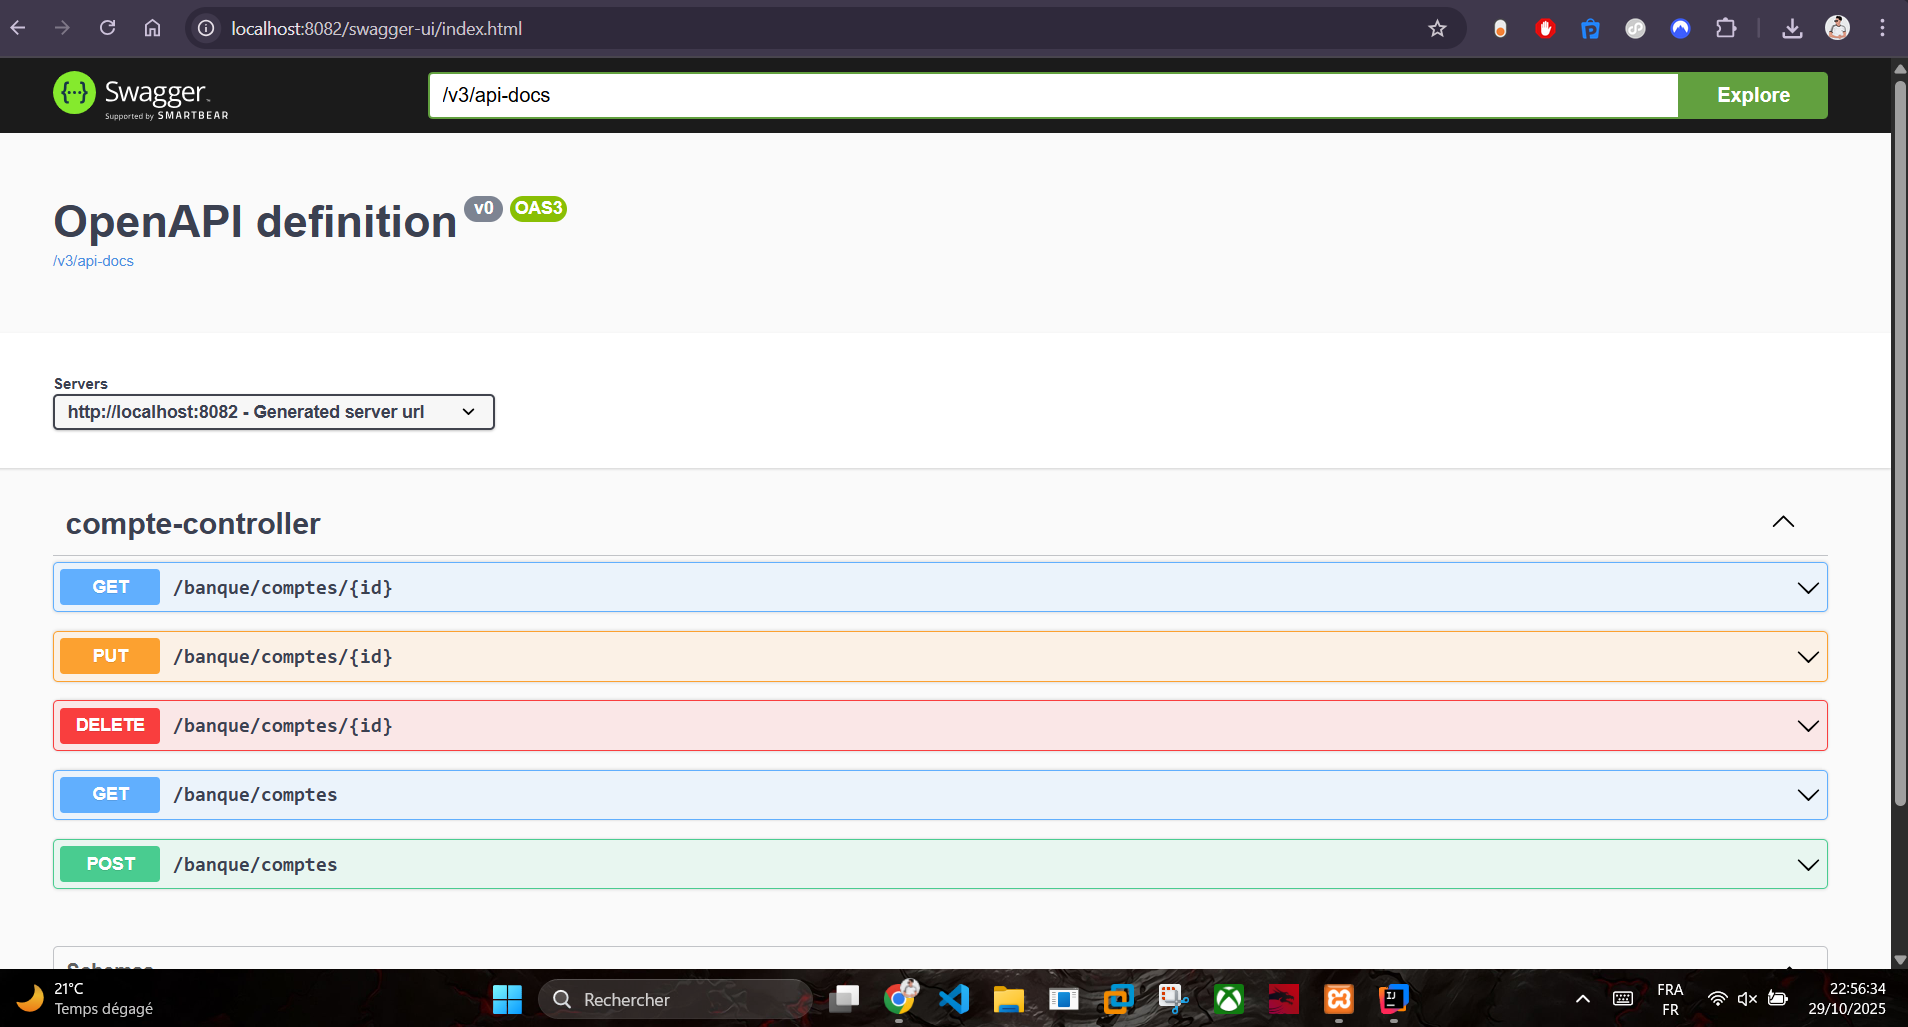 localhost:8082/swagger-ui/index.html
Swagger
Supported by SMARTBEAR
/v3/api-docs
Explore
OpenAPI definition v0 OAS3
/v3/api-docs
Servers
http://localhost:8082 - Generated server url
compte-controller
GET /banque/comptes/{id}
PUT /banque/comptes/{id}
DELETE /banque/comptes/{id}
GET /banque/comptes
POST /banque/comptes
Schemas
21°C
Temps dégagé
Rechercher
FRA
FR
22:56:34
29/10/2025